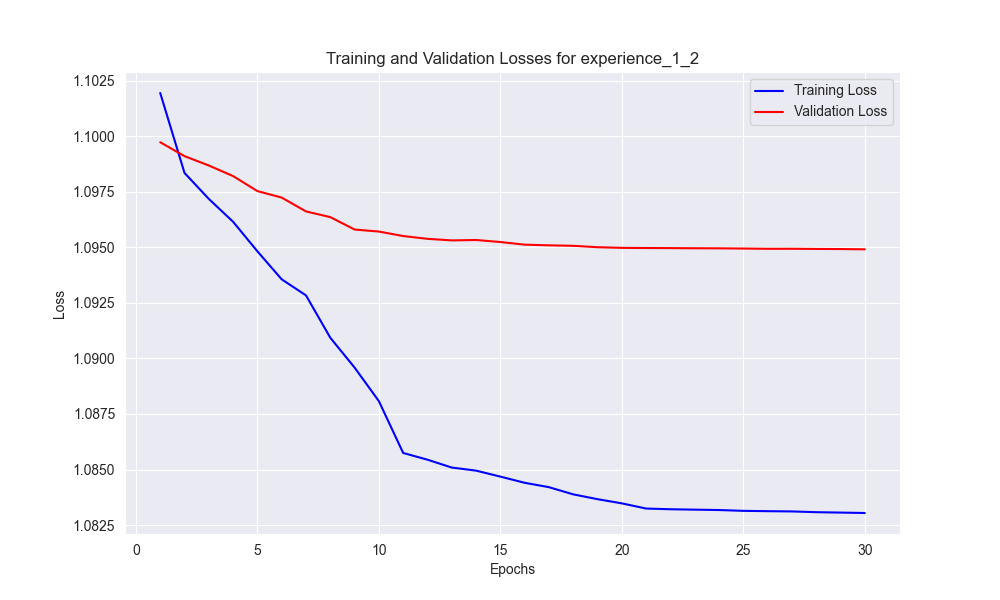 Training and Validation Losses for experience_1_2
Training Loss
Validation Loss
Loss
1.1025
1.1000
1.0975
1.0950
1.0925
1.0900
1.0875
1.0850
1.0825
0 5 10 15 20 25 30
Epochs